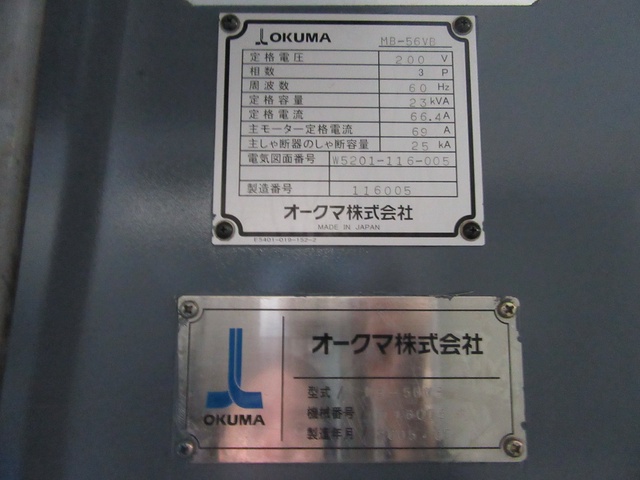 OKUMA MB-56VB
定格電圧 200 V
相数 3 P
周波数 60 Hz
定格容量 23 kVA
定格電流 66.4 A
主モーター定格電流 69 A
主しゃ断器のしゃ断容量 25 kA
電気図面番号 W5201-116-005
製造番号 116005
オークマ株式会社
MADE IN JAPAN
E5401-019-152-2
オークマ株式会社
OKUMA
型式
機械番号
製造年月